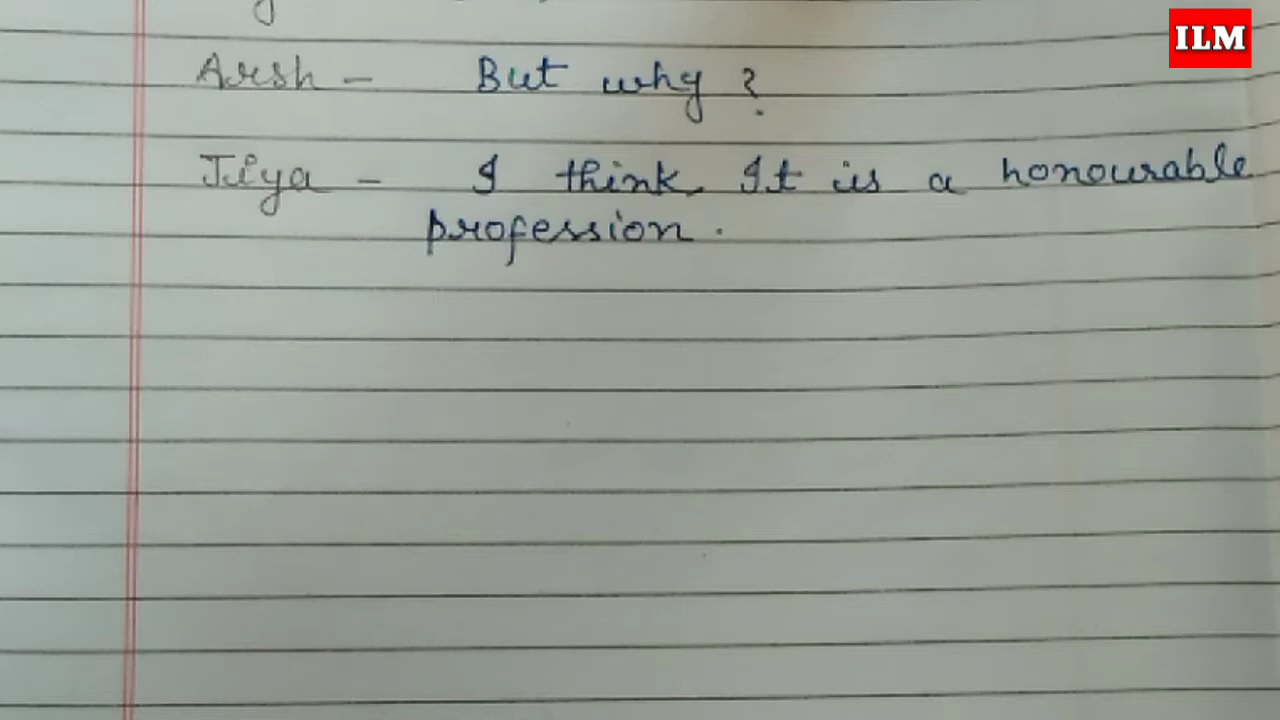 ILM
Arsh - But why?
Jiya - I think, It is a honourable
profession.